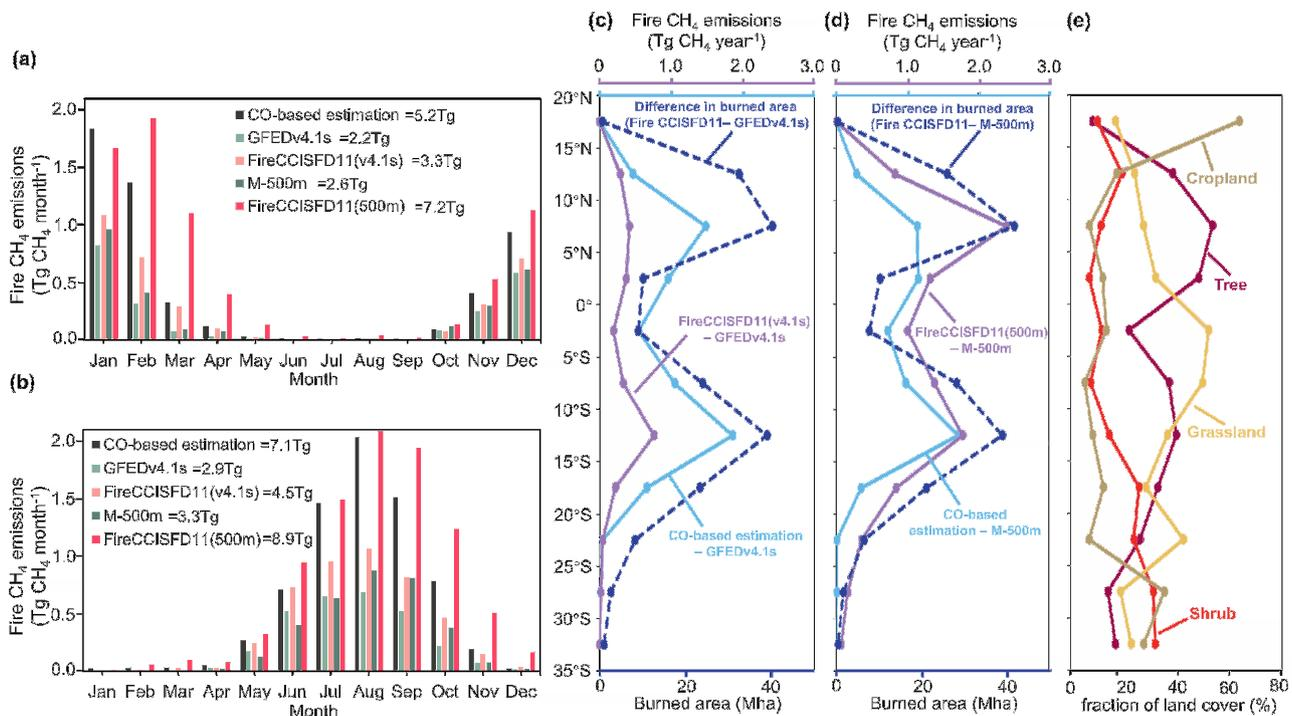 (a)
Fire CH4 emissions
(Tg CH4 month-1)
2.0
1.5
1.0
0.5
0.0
CO-based estimation =5.2Tg
GFEDv4.1s =2.2Tg
FireCCISFD11(v4.1s) =3.3Tg
M-500m =2.6Tg
FireCCISFD11(500m) =7.2Tg
Jan Feb Mar Apr May Jun Jul Aug Sep Oct Nov Dec
Month
(b)
Fire CH4 emissions
(Tg CH4 month-1)
2.0
1.5
1.0
0.5
0.0
CO-based estimation =7.1Tg
GFEDv4.1s =2.9Tg
FireCCISFD11(v4.1s) =4.5Tg
M-500m =3.3Tg
FireCCISFD11(500m)=8.9Tg
Jan Feb Mar Apr May Jun Jul Aug Sep Oct Nov Dec
Month
(c)
Fire CH4 emissions
(Tg CH4 year-1)
0 1.0 2.0 3.0
20°N
15°N
10°N
5°N
0°
5°S
10°S
15°S
20°S
25°S
30°S
35°S
Difference in burned area
(Fire CCISFD11– GFEDv4.1s)
FireCCISFD11(v4.1s)
– GFEDv4.1s
CO-based estimation
– GFEDv4.1s
0 20 40
Burned area (Mha)
(d)
Fire CH4 emissions
(Tg CH4 year-1)
0 1.0 2.0 3.0
Difference in burned area
(Fire CCISFD11– M-500m)
FireCCISFD11(500m)
– M-500m
CO-based
estimation – M-500m
0 20 40
Burned area (Mha)
(e)
Cropland
Tree
Grassland
Shrub
0 20 40 60 80
fraction of land cover (%)